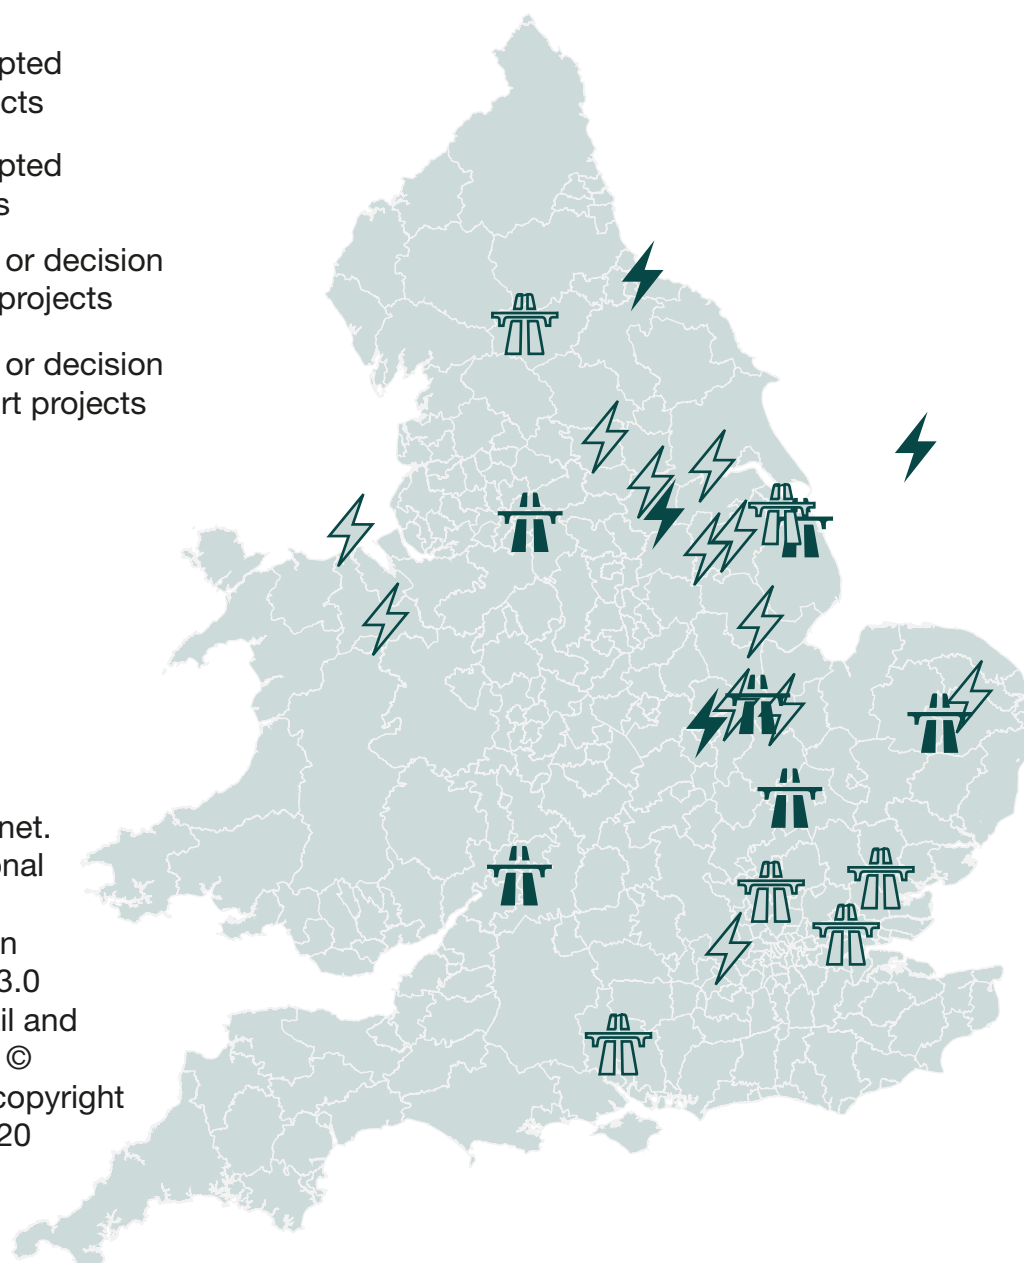 pted
cts
pted
s
or decision
projects
or decision
rt projects
net.
onal
n
3.0
il and
©
copyright
20